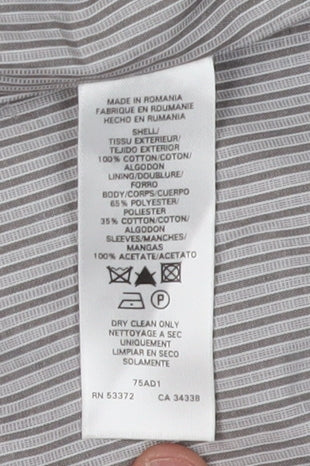 MADE IN ROMANIA
FABRIQUE EN RDUMANIE
HECHO EN RUMANIA
SHELL/
TISSU EXTERIEUR/
TEJIDO EXTERIOR
100% COTTON/COTON/
ALGODON
LINING/DOUBLURE/
FORRO
BODY/CORPS/CUERPO
65% POLYESTER/
POLIESTER
35% COTTON/COTON/
ALGODON
SLEEVES/MANCHES/
MANGAS
100% ACETATE/ACETATO
P
DRY CLEAN ONLY
NETTOYAGE A SEC
UNIQUEMENT
LIMPIAR EN SECO
SOLAMENTE
75AD1
RN 53372 CA 34338